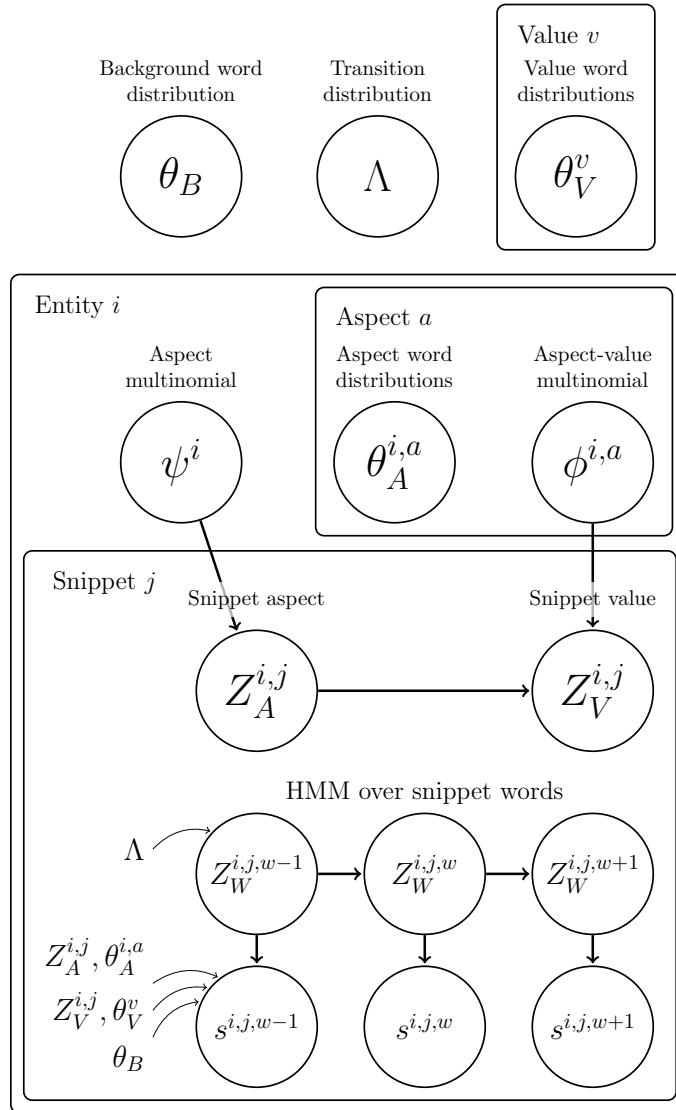 Value v
Background word
distribution
Transition
distribution
Value word
distributions
θ_B
Λ
θ_V^v
Entity i
Aspect a
Aspect
multinomial
Aspect word
distributions
Aspect-value
multinomial
ψ^i
θ_A^{i,a}
ϕ^{i,a}
Snippet j
Snippet aspect
Snippet value
Z_A^{i,j}
Z_V^{i,j}
HMM over snippet words
Λ
Z_W^{i,j,w−1}
Z_W^{i,j,w}
Z_W^{i,j,w+1}
Z_A^{i,j}, θ_A^{i,a}
Z_V^{i,j}, θ_V^v
θ_B
s^{i,j,w−1}
s^{i,j,w}
s^{i,j,w+1}